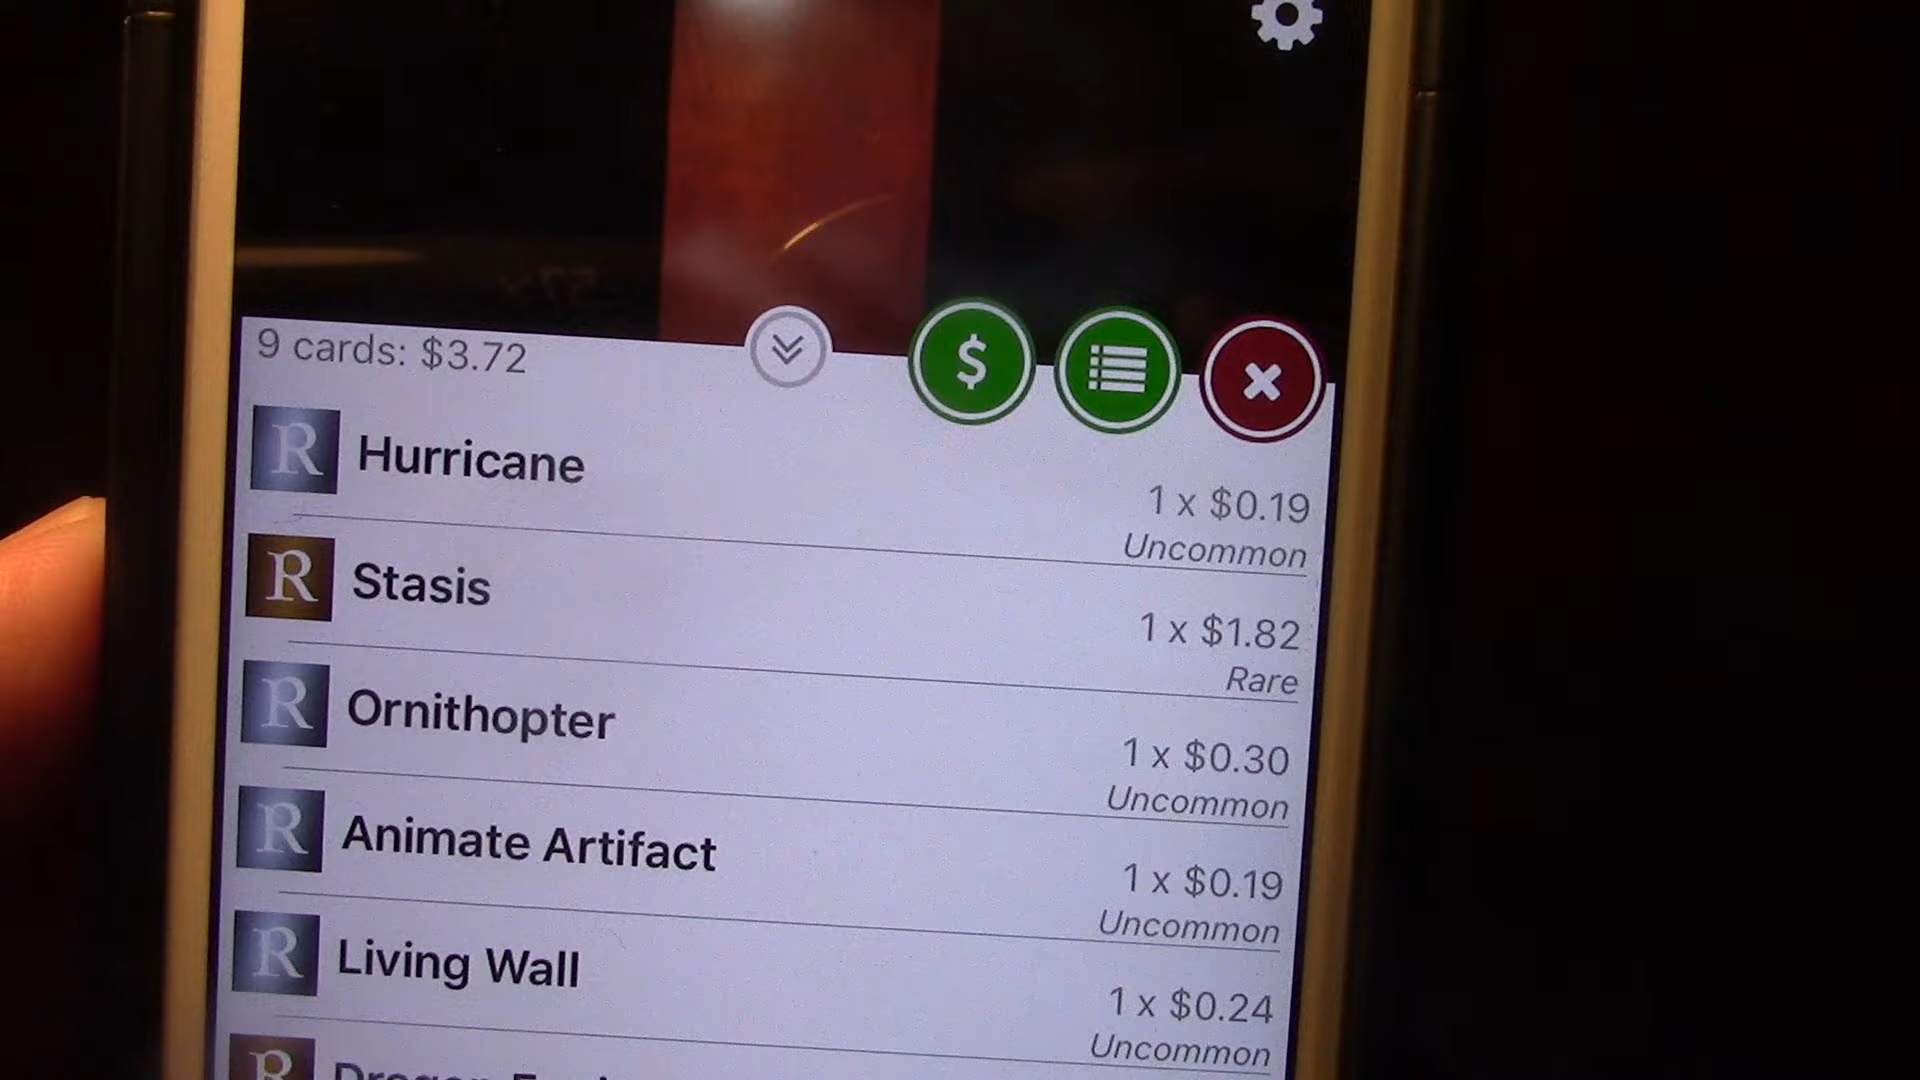 9 cards: $3.72
$
R Hurricane
1 x $0.19
Uncommon
R Stasis
1 x $1.82
Rare
R Ornithopter
1 x $0.30
Uncommon
R Animate Artifact
1 x $0.19
Uncommon
R Living Wall
1 x $0.24
Uncommon
R Dragon